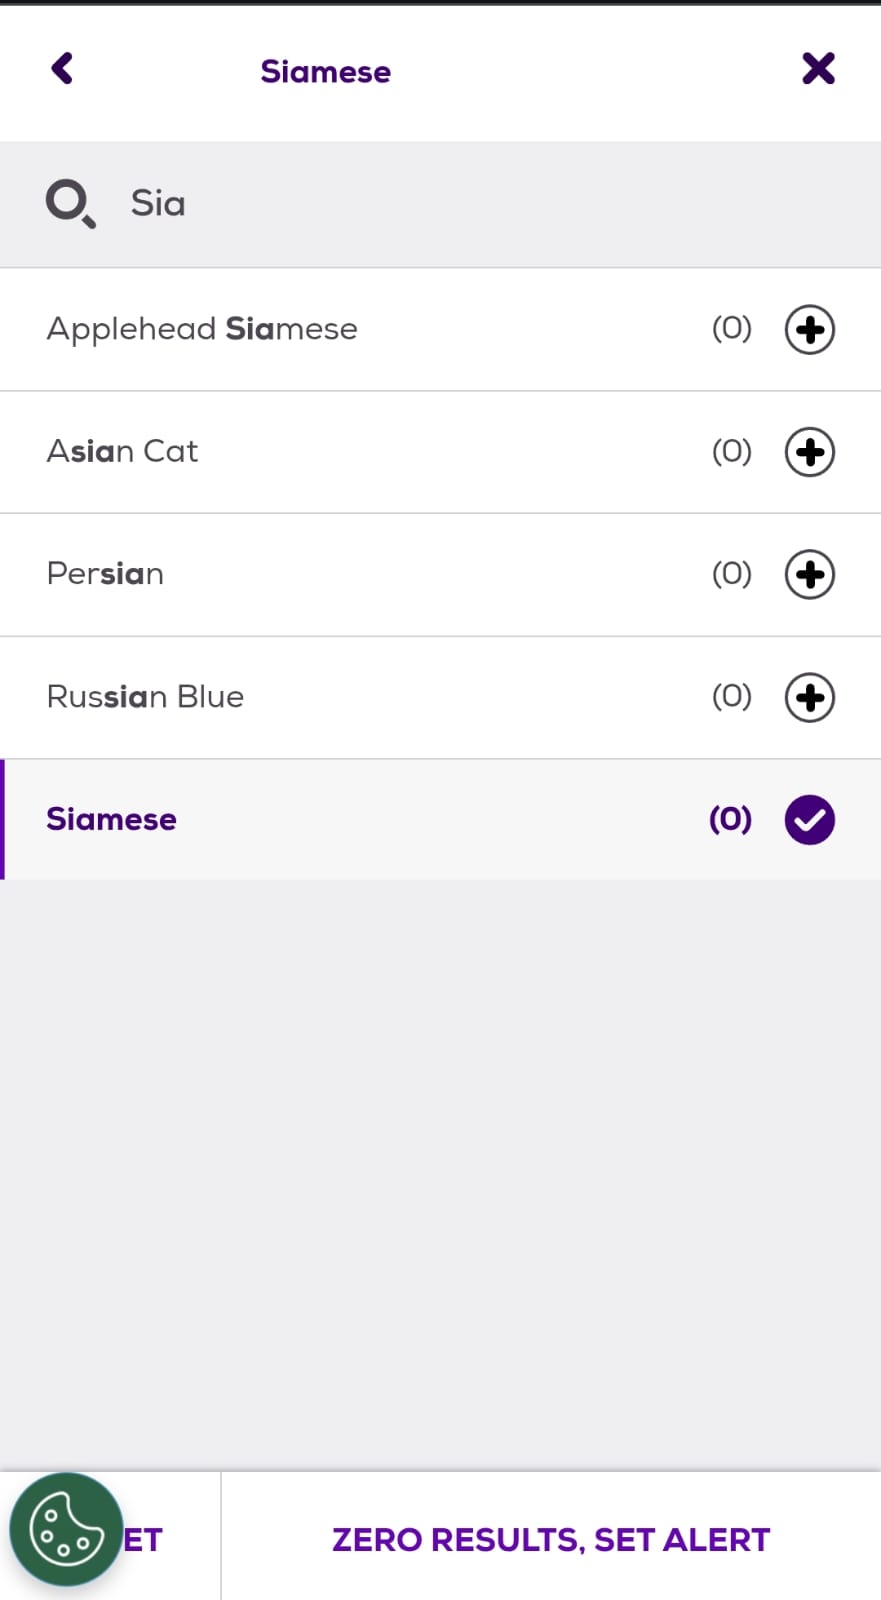 Siamese
Sia
Applehead Siamese (0)
Asian Cat (0)
Persian (0)
Russian Blue (0)
Siamese (0)
ET
ZERO RESULTS, SET ALERT